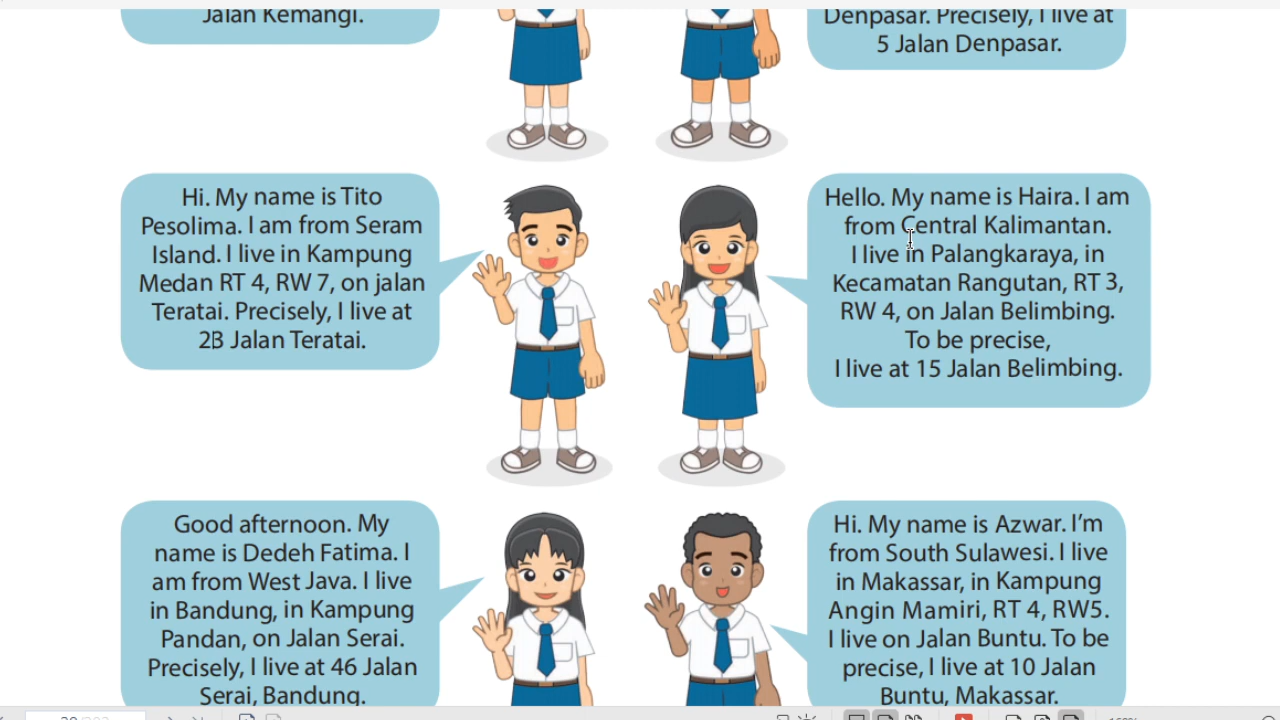 Jalan Kemangi.
Denpasar. Precisely, I live at
5 Jalan Denpasar.
Hi. My name is Tito
Pesolima. I am from Seram
Island. I live in Kampung
Medan RT 4, RW 7, on jalan
Teratai. Precisely, I live at
2B Jalan Teratai.
Hello. My name is Haira. I am
from Central Kalimantan.
I live in Palangkaraya, in
Kecamatan Rangutan, RT 3,
RW 4, on Jalan Belimbing.
To be precise,
I live at 15 Jalan Belimbing.
Good afternoon. My
name is Dedeh Fatima. I
am from West Java. I live
in Bandung, in Kampung
Pandan, on Jalan Serai.
Precisely, I live at 46 Jalan
Serai, Bandung.
Hi. My name is Azwar. I’m
from South Sulawesi. I live
in Makassar, in Kampung
Angin Mamiri, RT 4, RW5.
I live on Jalan Buntu. To be
precise, I live at 10 Jalan
Buntu, Makassar.